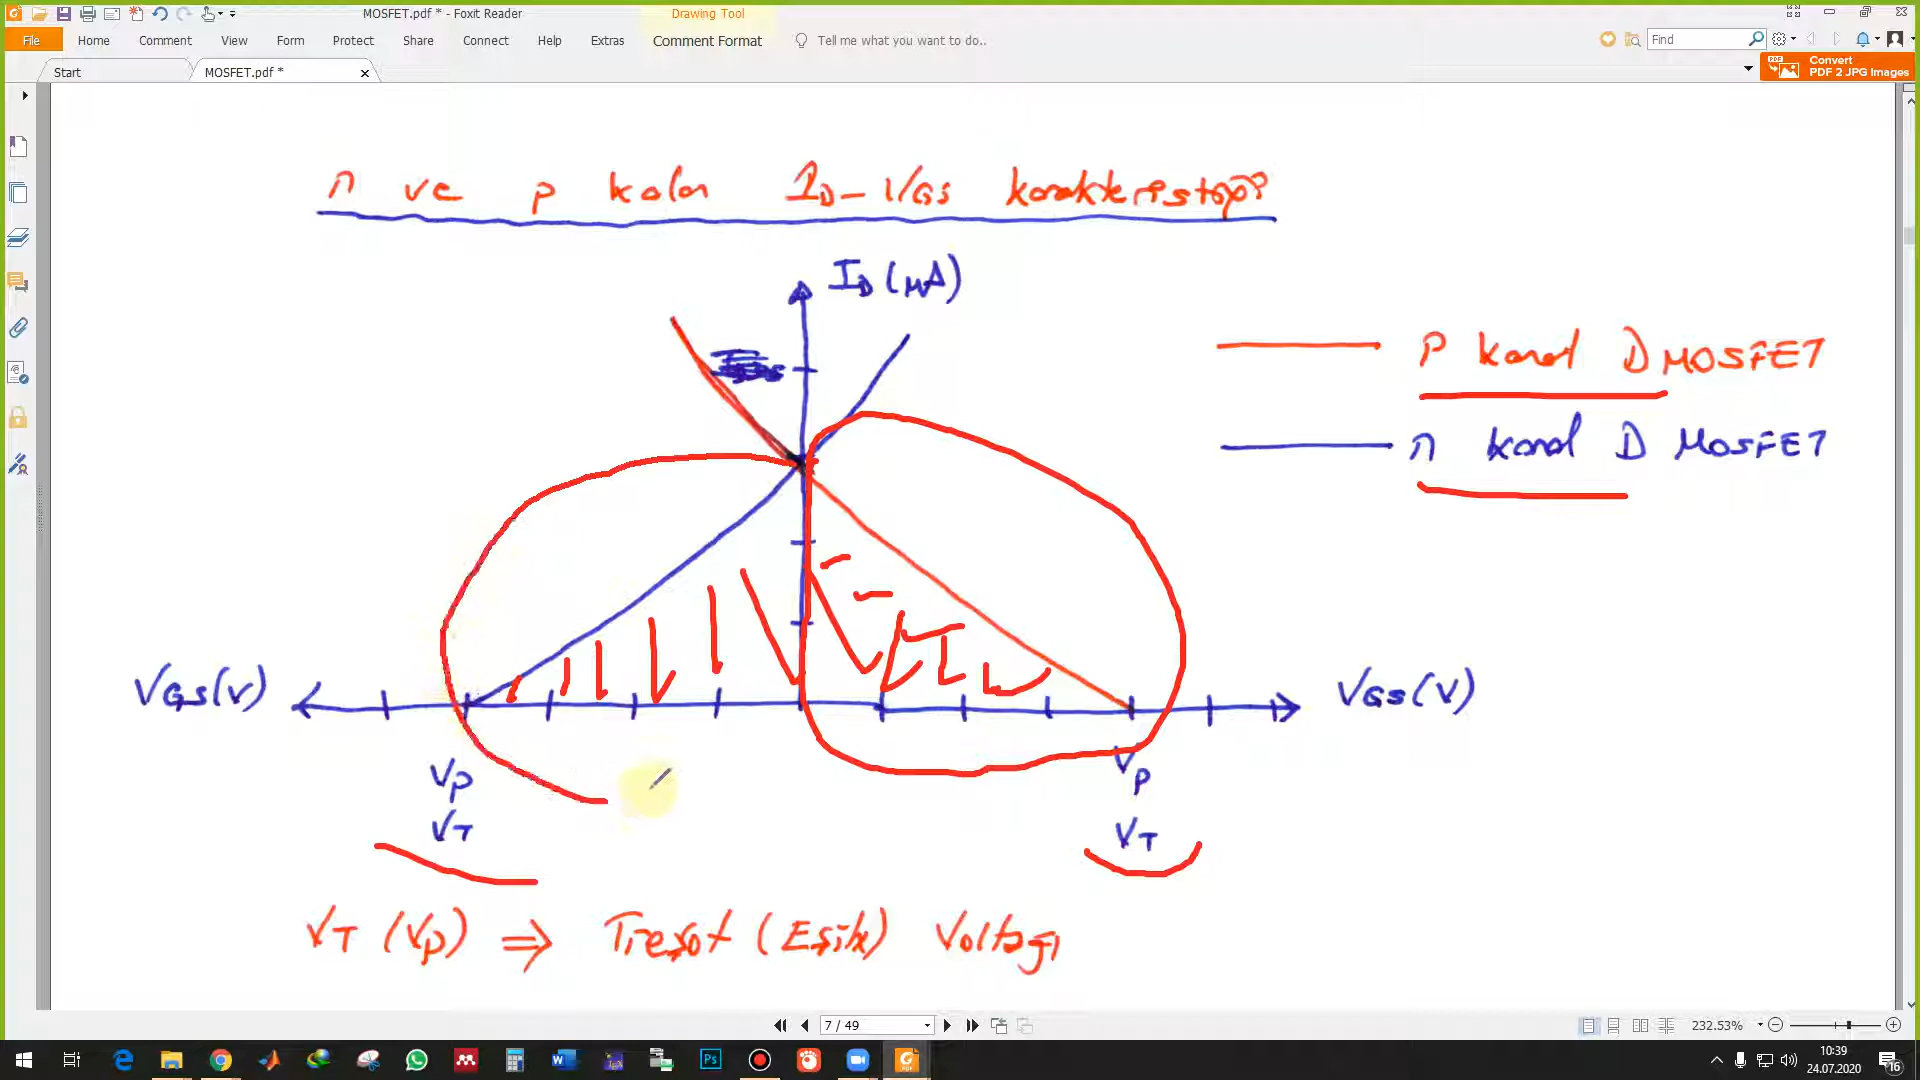 MOSFET.pdf * - Foxit Reader
Drawing Tool
File Home Comment View Form Protect Share Connect Help Extras Comment Format Tell me what you want to do.. Find
Start MOSFET.pdf *
Convert
PDF 2 JPG Images
n ve p kalan ID-VGS karakteristiği
ID (μA)
P kanal D MOSFET
n kanal D MOSFET
VGS(V) VGS(V)
Vp Vp
VT VT
VT (Vp) ⇒ Treşot (Eşik) Voltajı
7 / 49
232.53%
10:39
24.07.2020
16